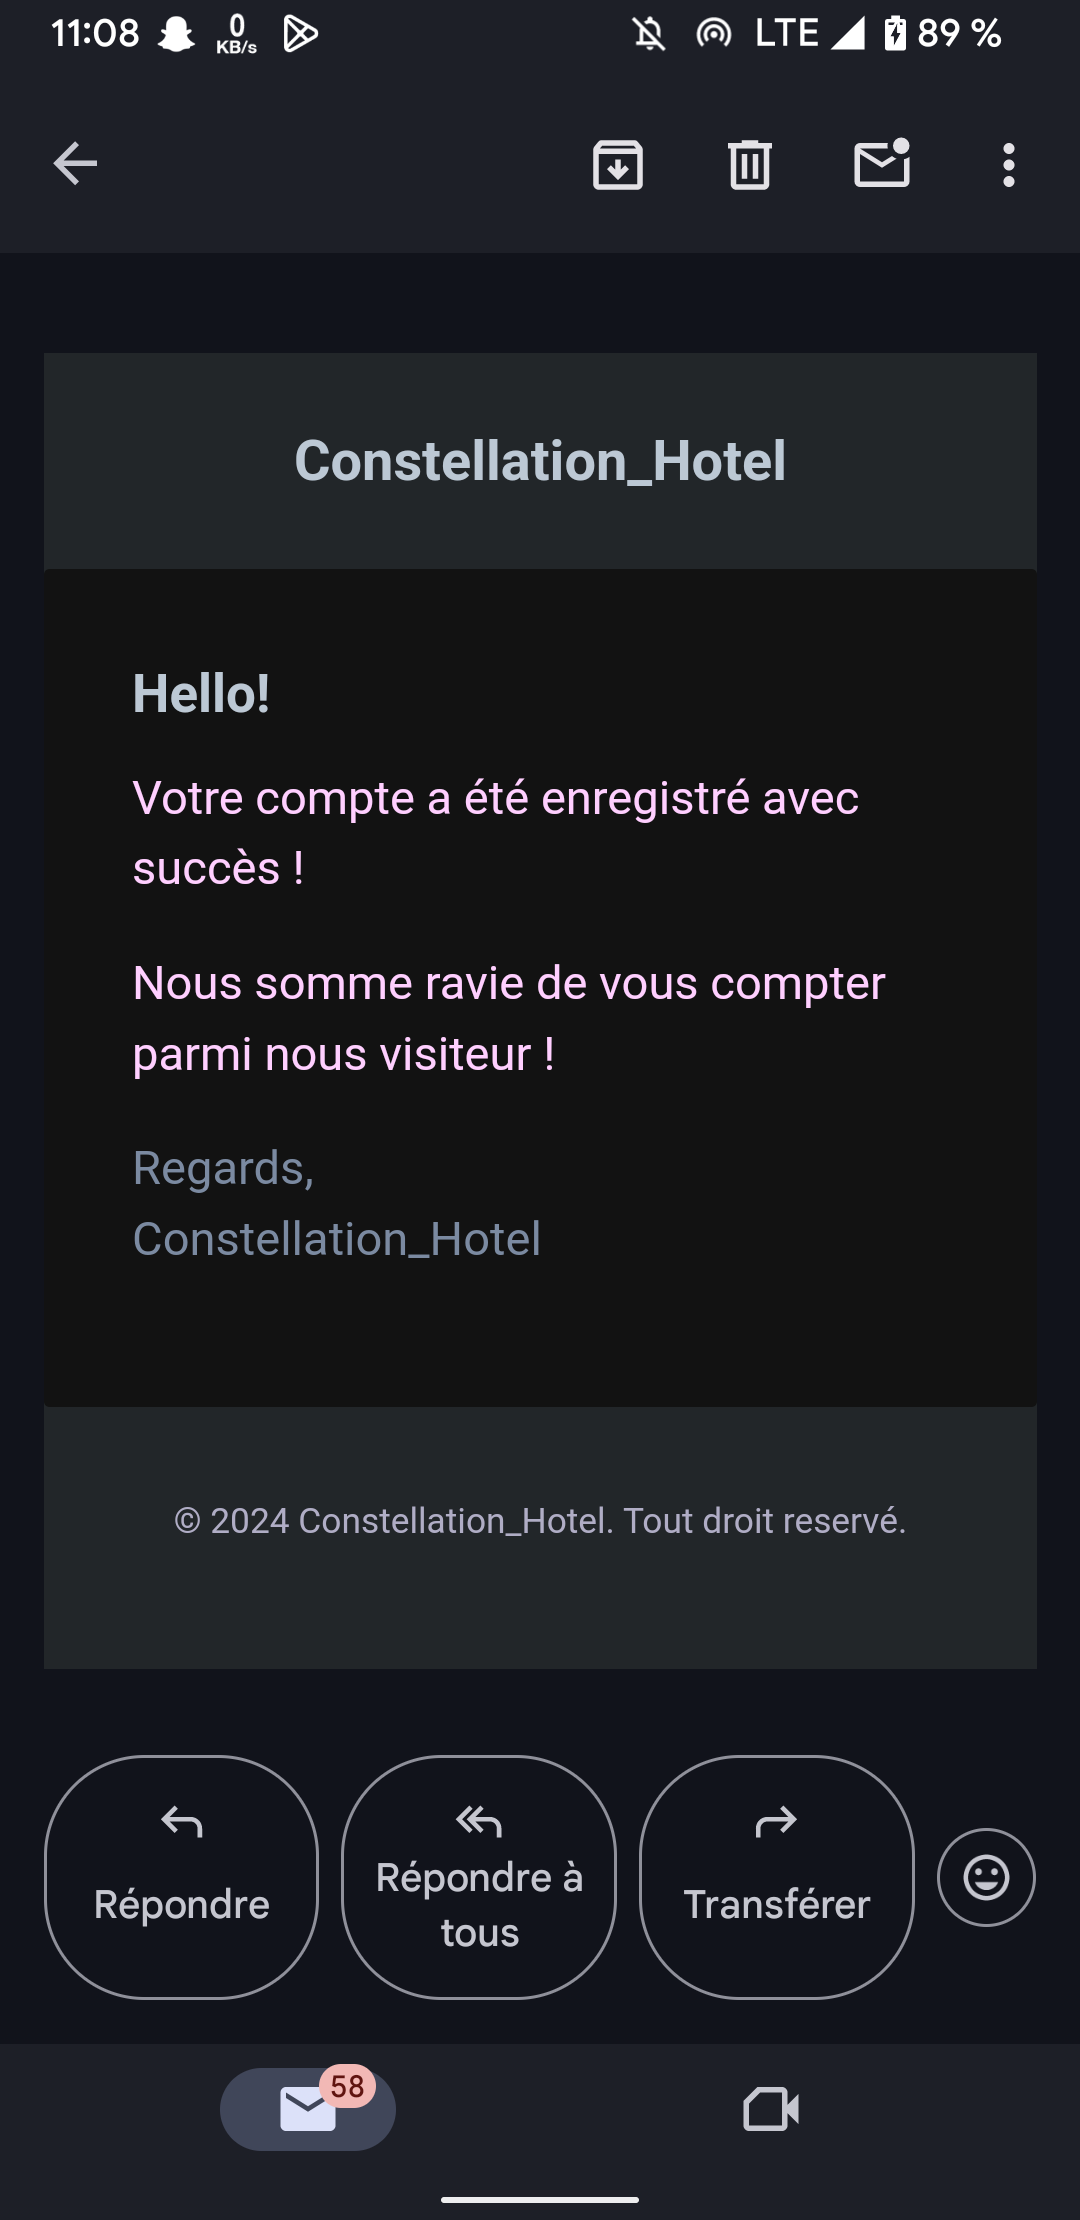 11:08 0 KB/s LTE 89 %
Constellation_Hotel
Hello!
Votre compte a été enregistré avec
succès !
Nous somme ravie de vous compter
parmi nous visiteur !
Regards,
Constellation_Hotel
© 2024 Constellation_Hotel. Tout droit reservé.
Répondre
Répondre à
tous
Transférer
58